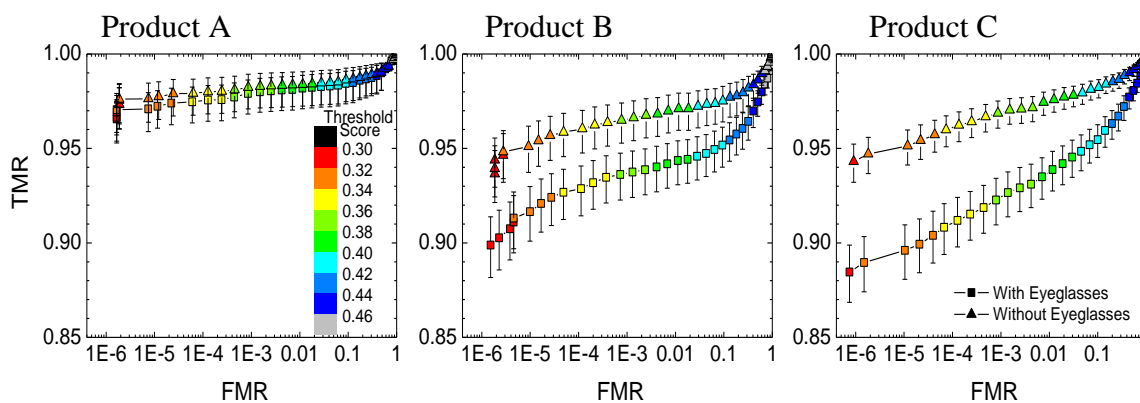 Product A Product B Product C
1.00 1.00 1.00
0.95 0.95 0.95
0.90 0.90 0.90
0.85 0.85 0.85
TMR
Threshold
Score
0.30
0.32
0.34
0.36
0.38
0.40
0.42
0.44
0.46
With Eyeglasses
Without Eyeglasses
1E-6 1E-5 1E-4 1E-3 0.01 0.1 1 1E-6 1E-5 1E-4 1E-3 0.01 0.1 1 1E-6 1E-5 1E-4 1E-3 0.01 0.1
FMR FMR FMR